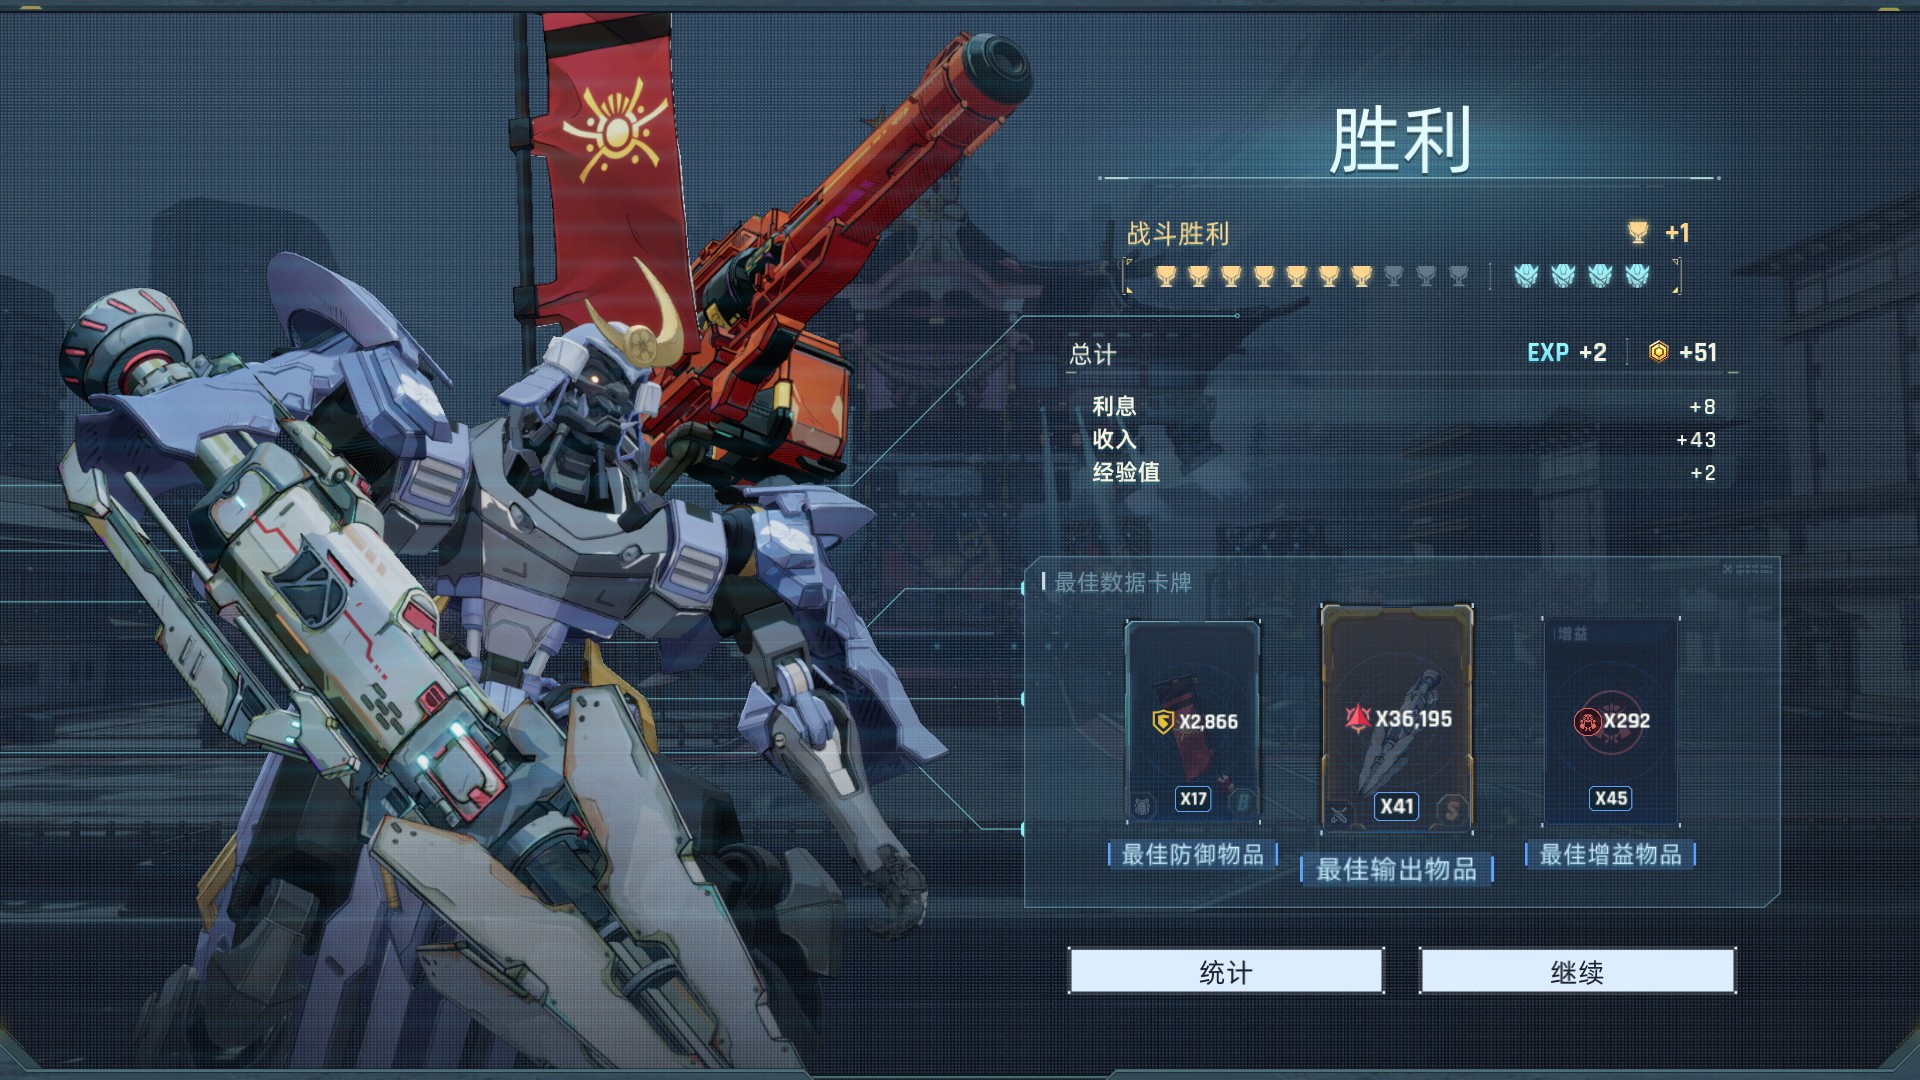 胜利
战斗胜利 +1
总计 EXP +2 +51
利息 +8
收入 +43
经验值 +2
最佳数据卡牌
增益
X2,866 X36,195 X292
B S
X17 X41 X45
最佳防御物品 最佳输出物品 最佳增益物品
统计 继续